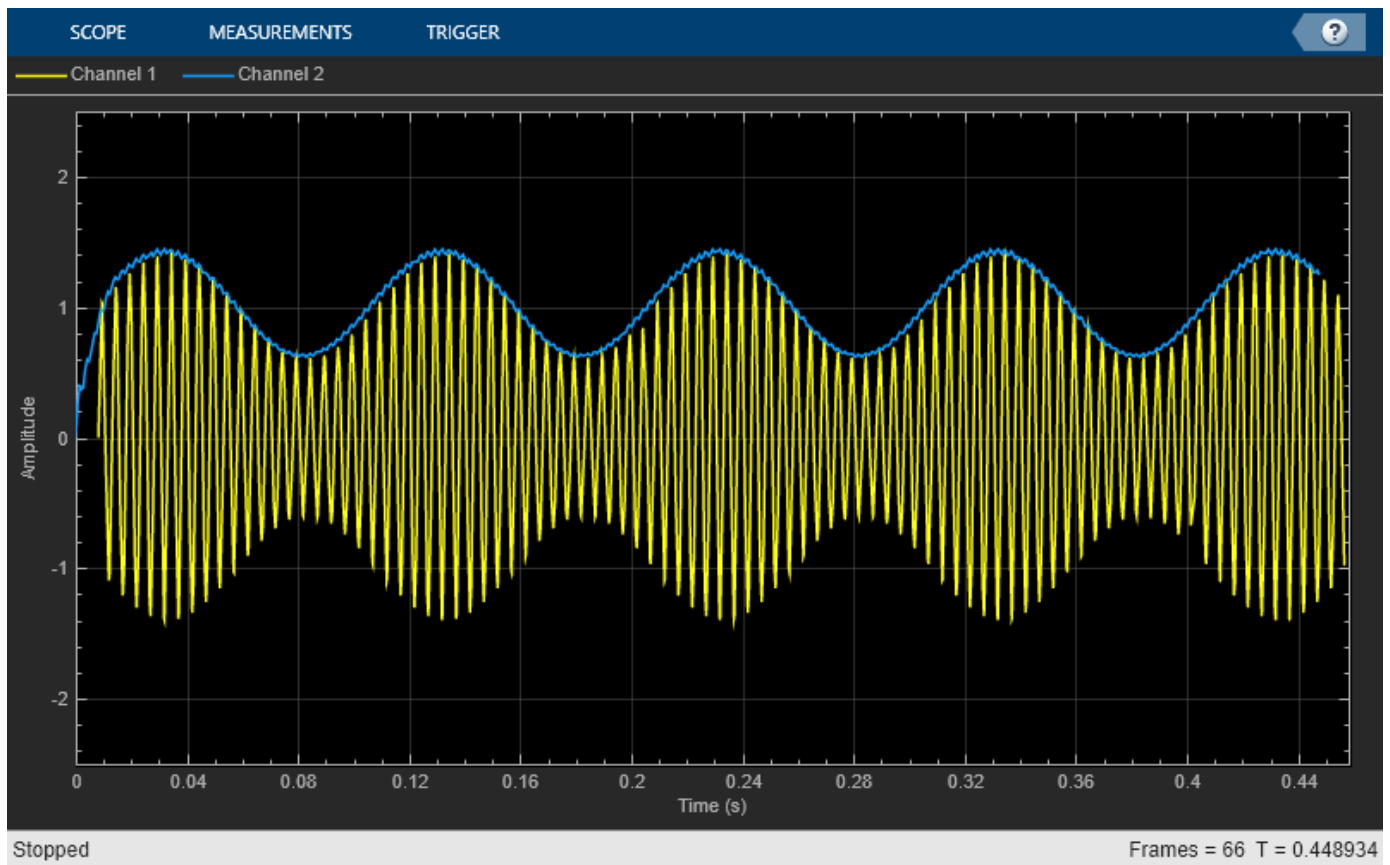 SCOPE MEASUREMENTS TRIGGER ?
Channel 1 Channel 2
2
1
0
-1
-2
Amplitude
0 0.04 0.08 0.12 0.16 0.2 0.24 0.28 0.32 0.36 0.4 0.44
Time (s)
Stopped Frames = 66 T = 0.448934